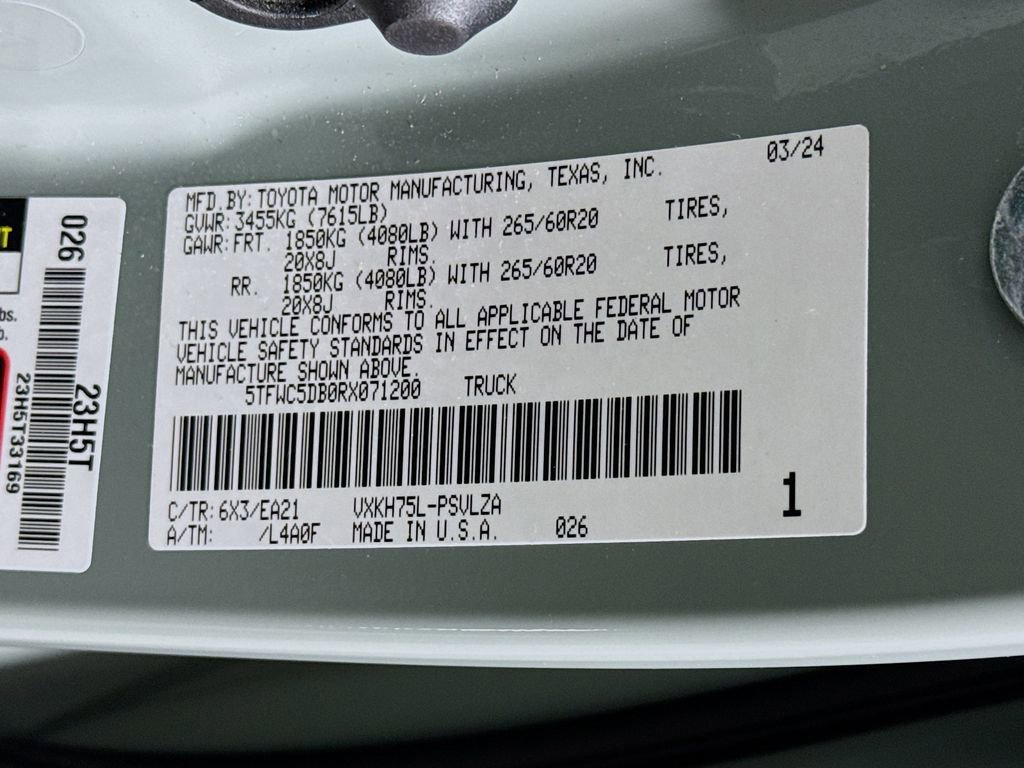 MFD.BY: TOYOTA MOTOR MANUFACTURING, TEXAS, INC. 03/24
GVWR: 3455KG (7615LB)
GAWR: FRT. 1850KG (4080LB) WITH 265/60R20 TIRES,
20X8J RIMS.
RR. 1850KG (4080LB) WITH 265/60R20 TIRES,
20X8J RIMS.
THIS VEHICLE CONFORMS TO ALL APPLICABLE FEDERAL MOTOR
VEHICLE SAFETY STANDARDS IN EFFECT ON THE DATE OF
MANUFACTURE SHOWN ABOVE.
5TFWC5DB0RX071200 TRUCK
C/TR: 6X3/EA21 VXKH75L-PSVLZA
A/TM: /L4A0F MADE IN U.S.A. 026
1
026
23H5T
23H5T33169